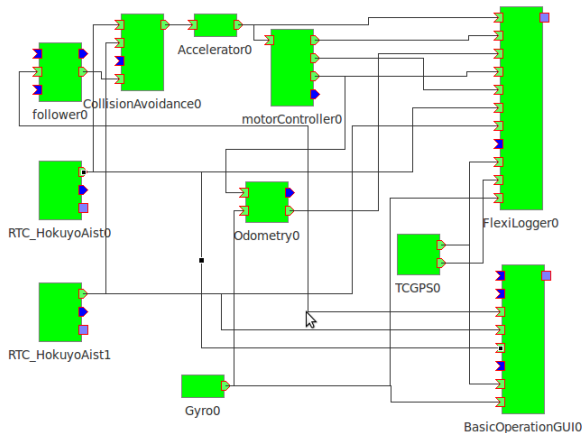 Accelerator0
follower0
CollisionAvoidance0
motorController0
RTC_HokuyoAist0
Odometry0
FlexiLogger0
TCGPS0
RTC_HokuyoAist1
Gyro0
BasicOperationGUI0